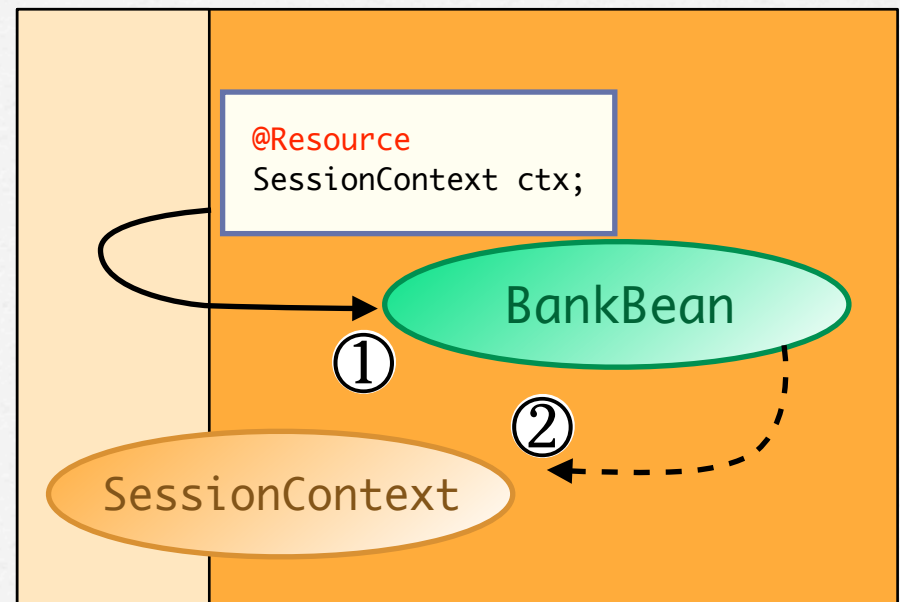 @Resource
SessionContext ctx;
BankBean
①
②
SessionContext